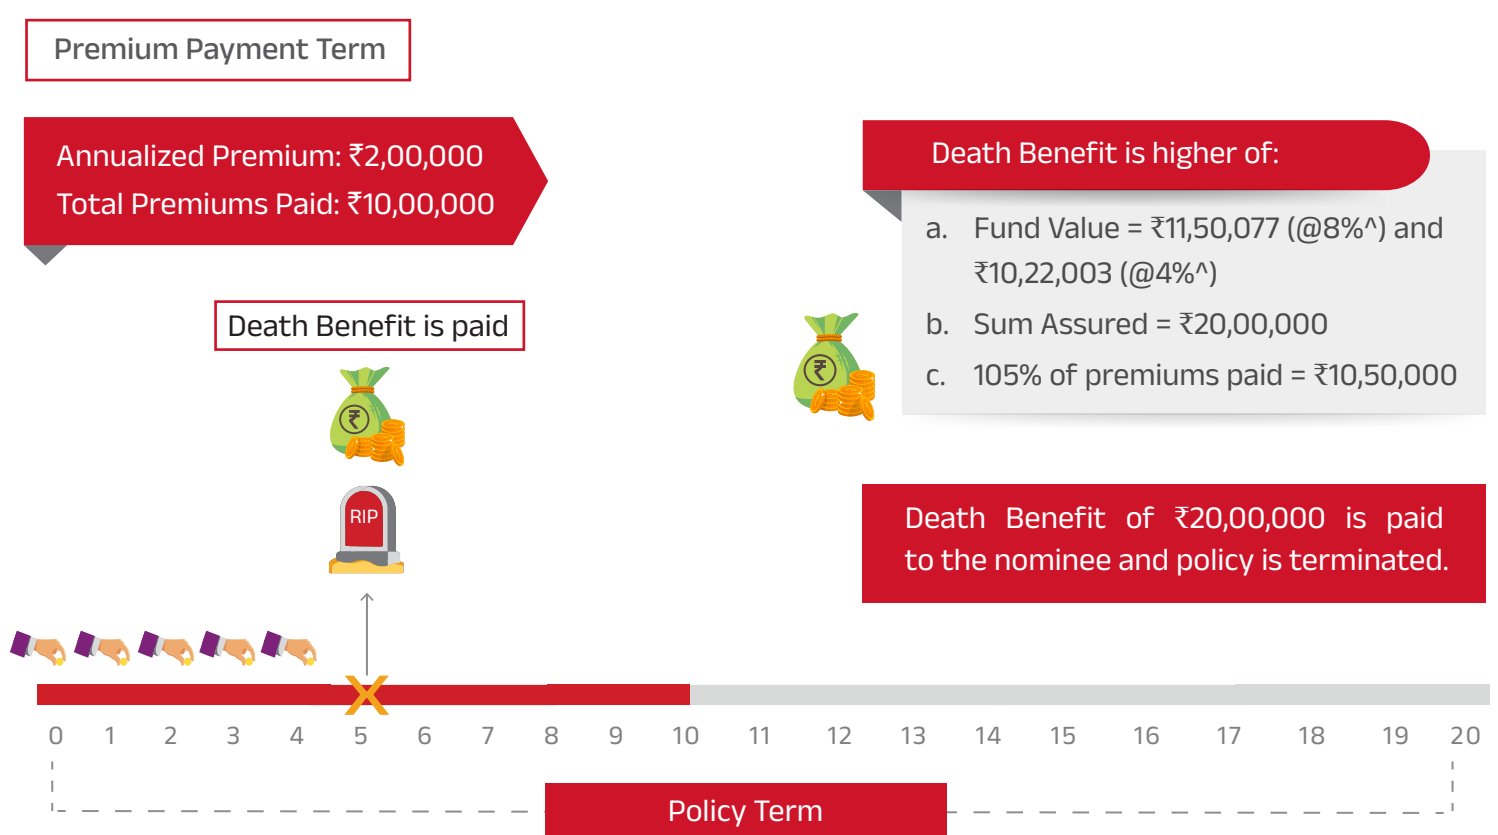 Premium Payment Term
Annualized Premium: ₹2,00,000
Total Premiums Paid: ₹10,00,000
Death Benefit is paid
₹
RIP
Death Benefit is higher of:
a. Fund Value = ₹11,50,077 (@8%^) and
₹10,22,003 (@4%^)
b. Sum Assured = ₹20,00,000
c. 105% of premiums paid = ₹10,50,000
₹
Death Benefit of ₹20,00,000 is paid
to the nominee and policy is terminated.
0 1 2 3 4 5 6 7 8 9 10 11 12 13 14 15 16 17 18 19 20
Policy Term